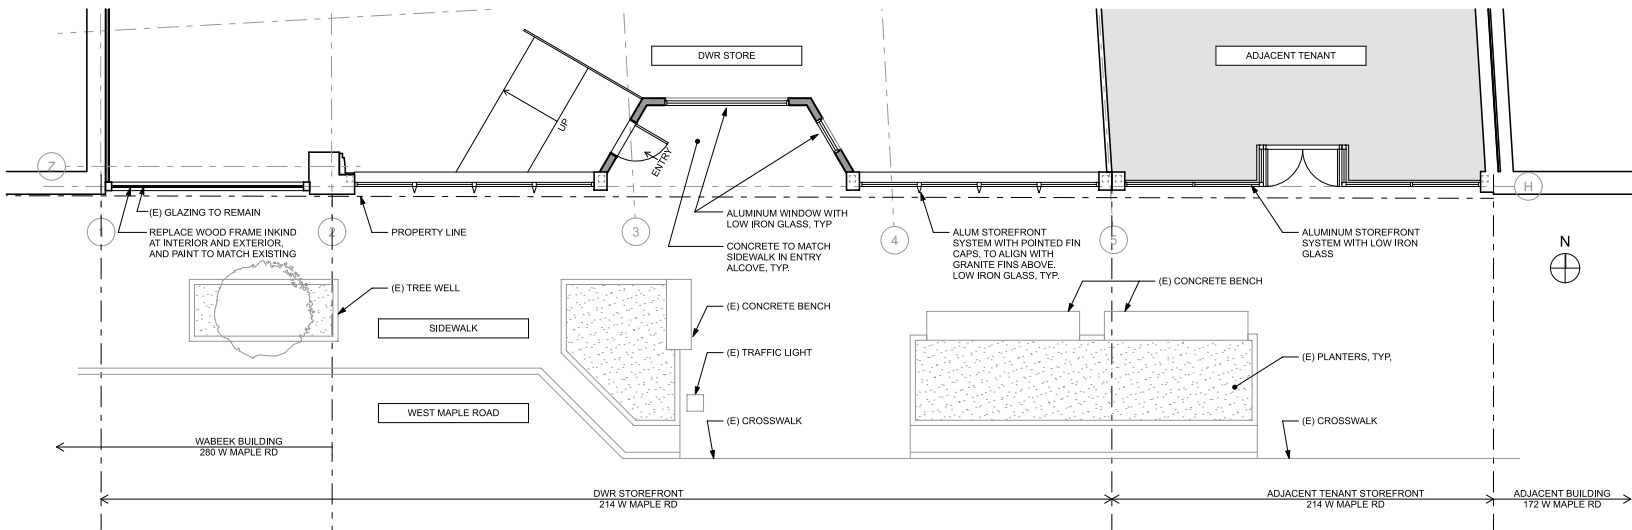 DWR STORE
ADJACENT TENANT
UP
ENTRY
Z
H
(E) GLAZING TO REMAIN
REPLACE WOOD FRAME INKIND
AT INTERIOR AND EXTERIOR,
AND PAINT TO MATCH EXISTING
1
2
3
4
5
PROPERTY LINE
ALUMINUM WINDOW WITH
LOW IRON GLASS, TYP
CONCRETE TO MATCH
SIDEWALK IN ENTRY
ALCOVE, TYP.
ALUM STOREFRONT
SYSTEM WITH POINTED FIN
CAPS, TO ALIGN WITH
GRANITE FINS ABOVE.
LOW IRON GLASS, TYP.
ALUMINUM STOREFRONT
SYSTEM WITH LOW IRON
GLASS
N
(E) TREE WELL
SIDEWALK
(E) CONCRETE BENCH
(E) CONCRETE BENCH
(E) TRAFFIC LIGHT
(E) PLANTERS, TYP,
WEST MAPLE ROAD
(E) CROSSWALK
(E) CROSSWALK
WABEEK BUILDING
280 W MAPLE RD
DWR STOREFRONT
214 W MAPLE RD
ADJACENT TENANT STOREFRONT
214 W MAPLE RD
ADJACENT BUILDING
172 W MAPLE RD